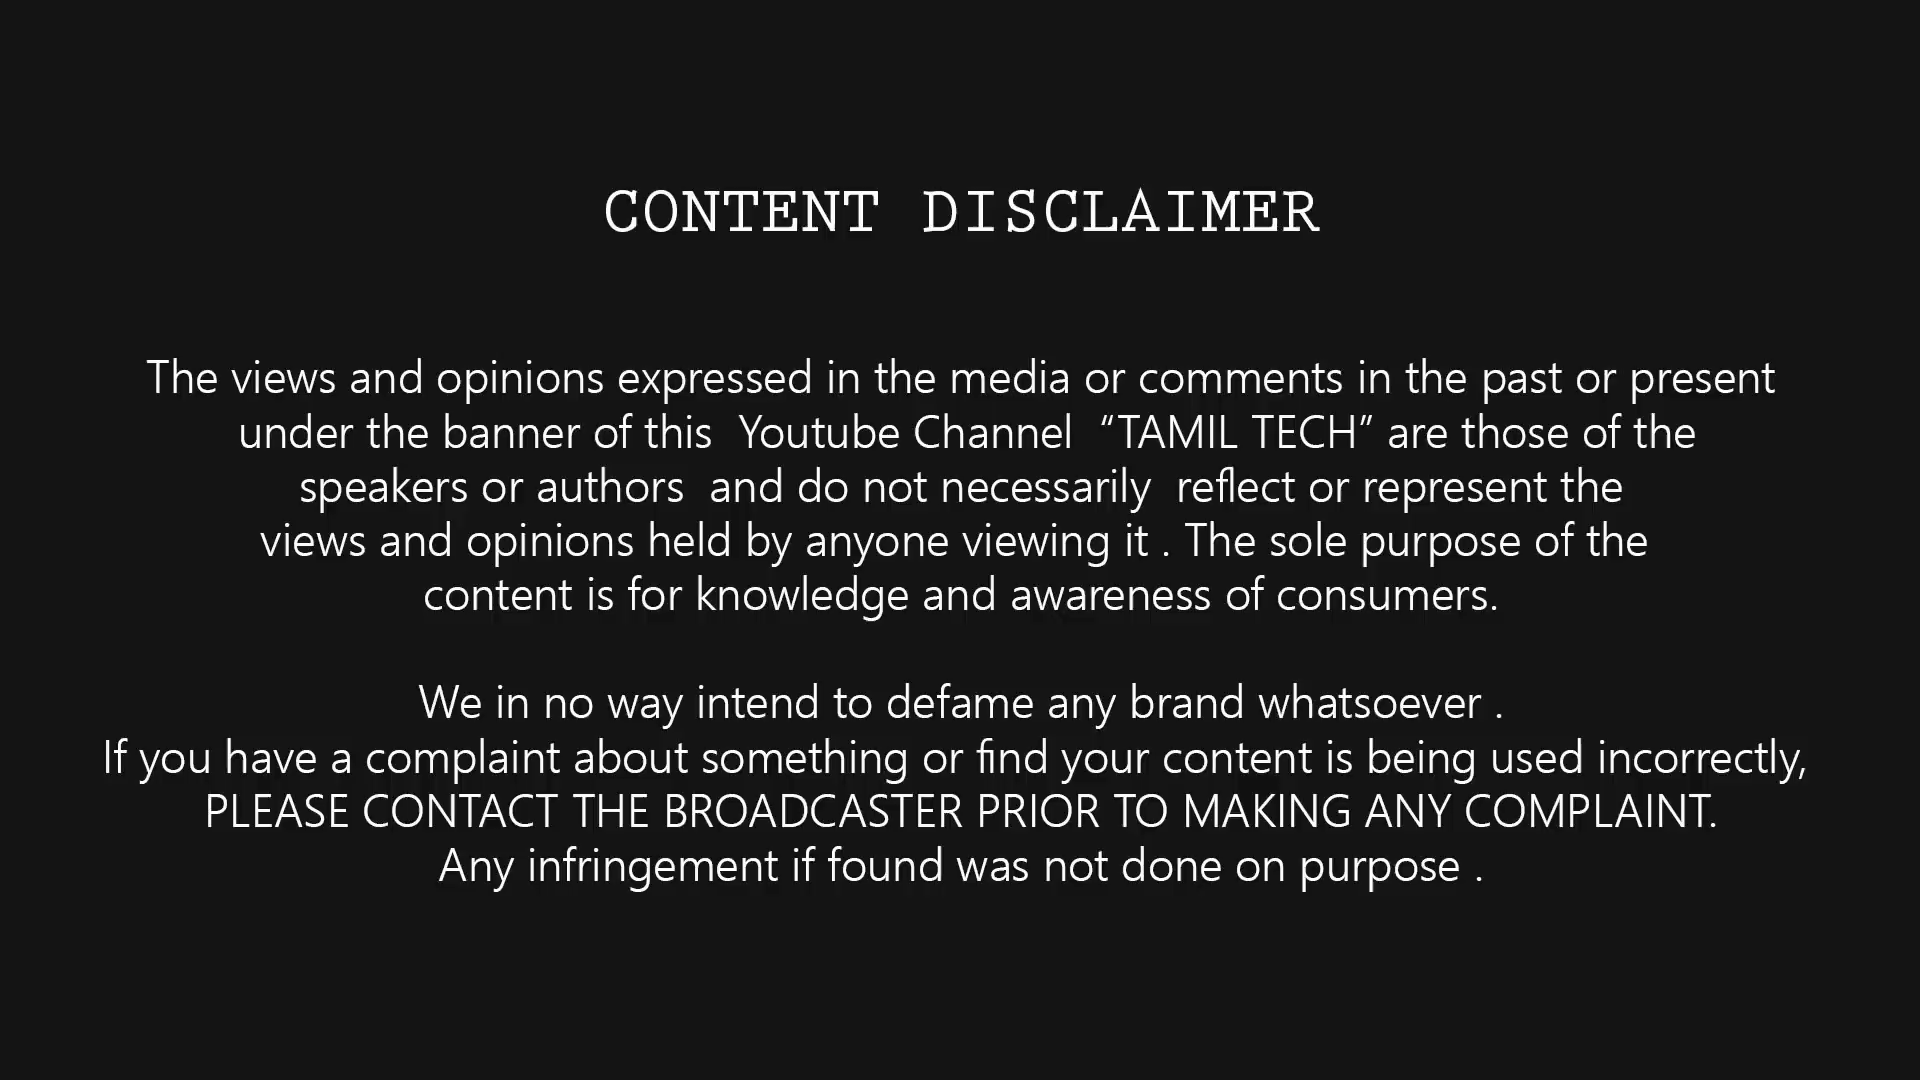 CONTENT DISCLAIMER
The views and opinions expressed in the media or comments in the past or present
under the banner of this  Youtube Channel  “TAMIL TECH” are those of the
speakers or authors  and do not necessarily  reflect or represent the
views and opinions held by anyone viewing it . The sole purpose of the
content is for knowledge and awareness of consumers.
We in no way intend to defame any brand whatsoever .
If you have a complaint about something or find your content is being used incorrectly,
PLEASE CONTACT THE BROADCASTER PRIOR TO MAKING ANY COMPLAINT.
Any infringement if found was not done on purpose .